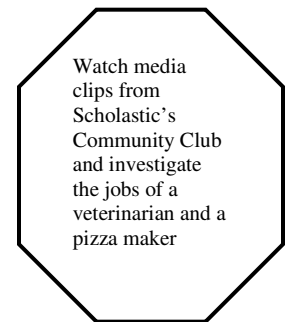 Watch media
clips from
Scholastic’s
Community Club
and investigate
the jobs of a
veterinarian and a
pizza maker